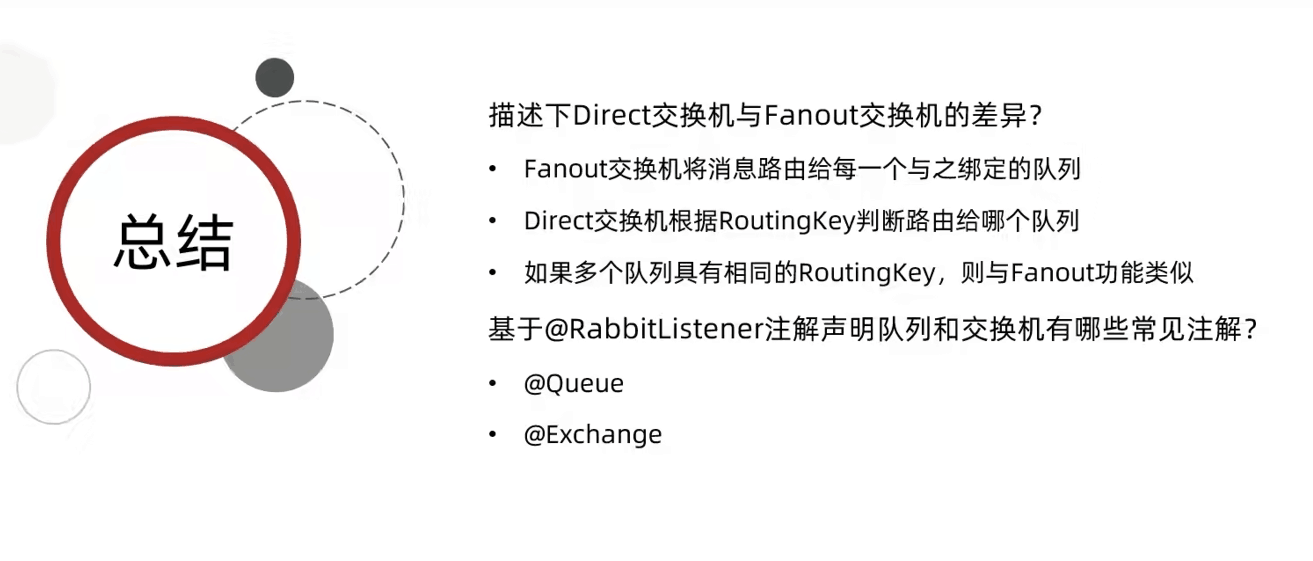 总结
描述下Direct交换机与Fanout交换机的差异?
• Fanout交换机将消息路由给每一个与之绑定的队列
• Direct交换机根据RoutingKey判断路由给哪个队列
• 如果多个队列具有相同的RoutingKey，则与Fanout功能类似
基于@RabbitListener注解声明队列和交换机有哪些常见注解?
• @Queue
• @Exchange